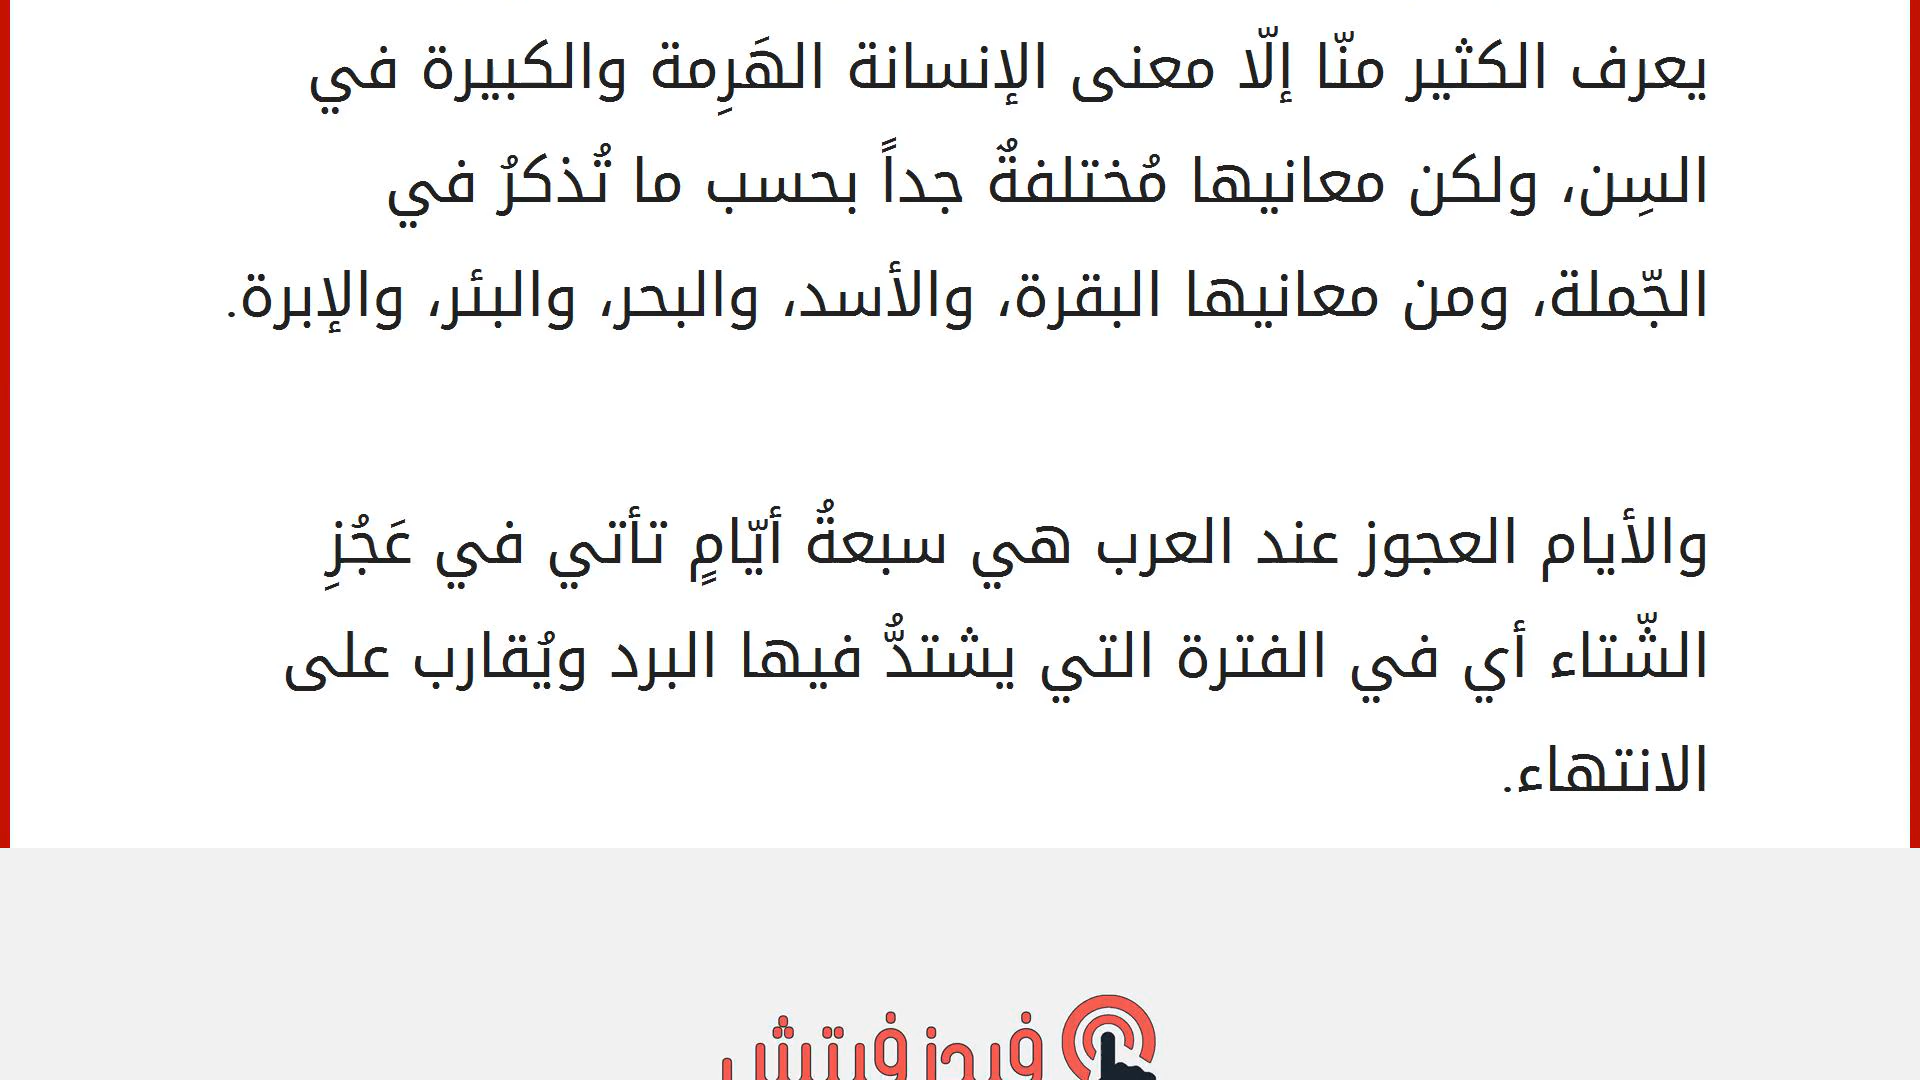 يعرف الكثير منّا إلّا معنى الإنسانة الهَرِمة والكبيرة في
السِن، ولكن معانيها مُختلفةٌ جداً بحسب ما تُذكرُ في
الجّملة، ومن معانيها البقرة، والأسد، والبحر، والبئر، والإبرة.
والأيام العجوز عند العرب هي سبعةُ أيّامٍ تأتي في عَجُزِ
الشّتاء أي في الفترة التي يشتدُّ فيها البرد ويُقارب على
الانتهاء.